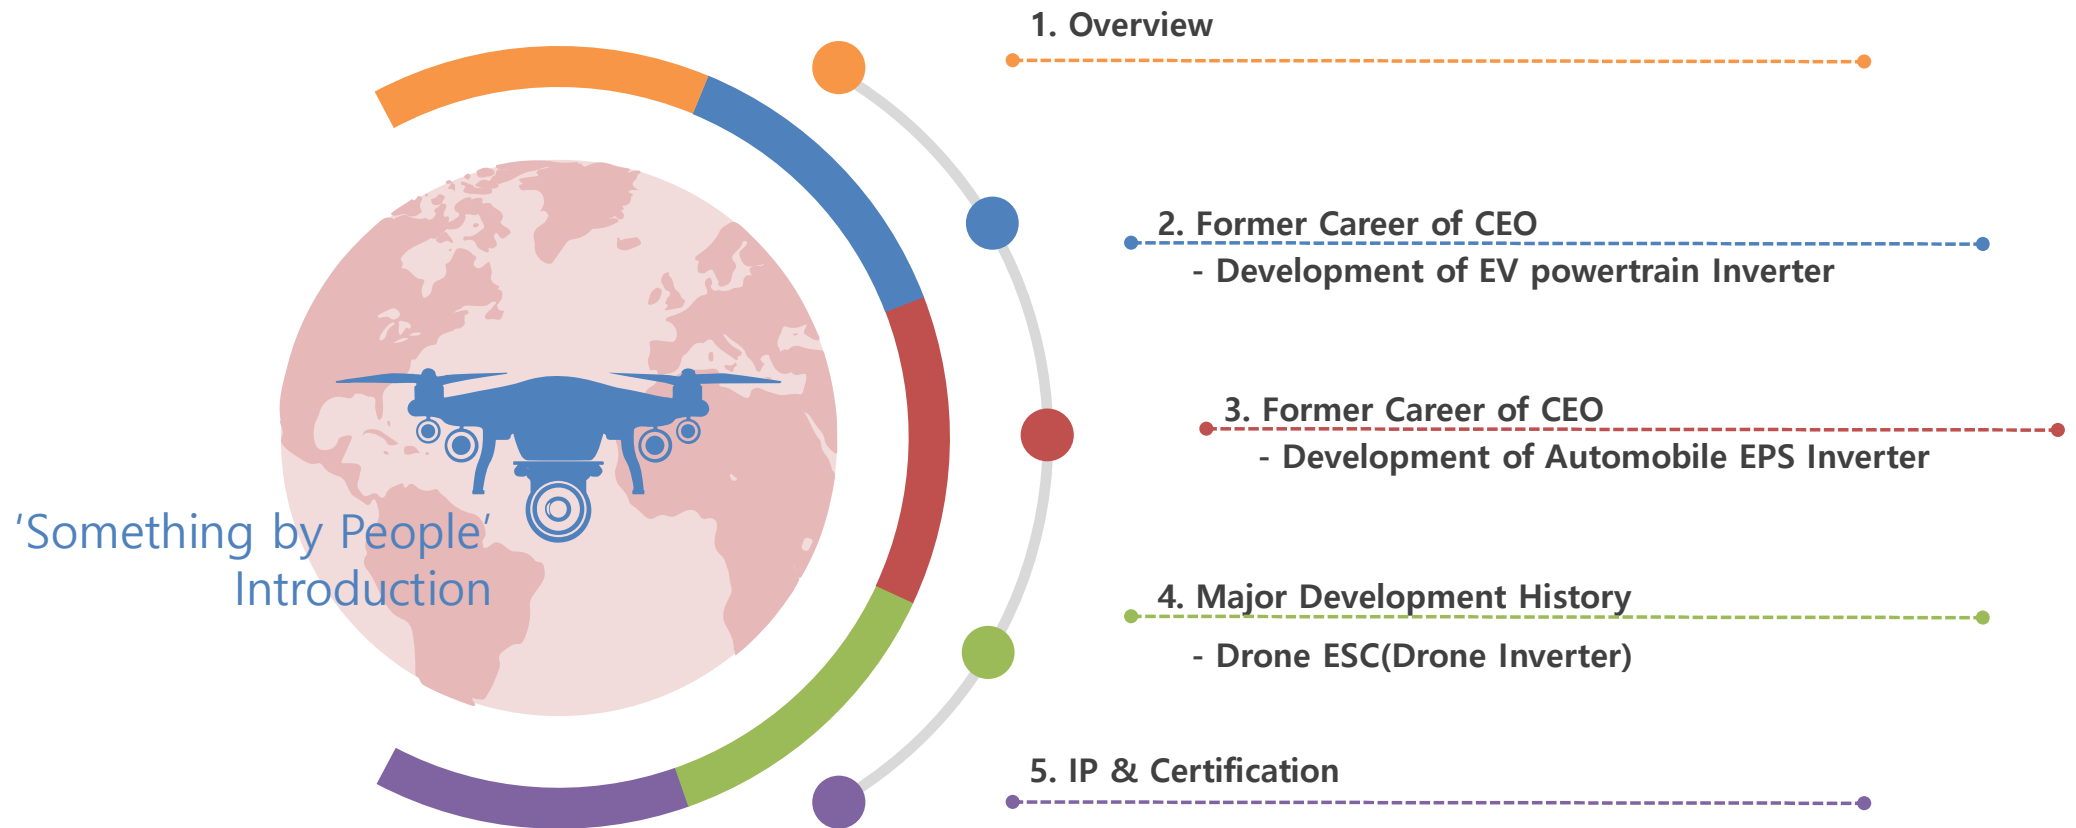 1. Overview
2. Former Career of CEO
- Development of EV powertrain Inverter
3. Former Career of CEO
- Development of Automobile EPS Inverter
‘Something by People’
Introduction
4. Major Development History
- Drone ESC(Drone Inverter)
5. IP & Certification